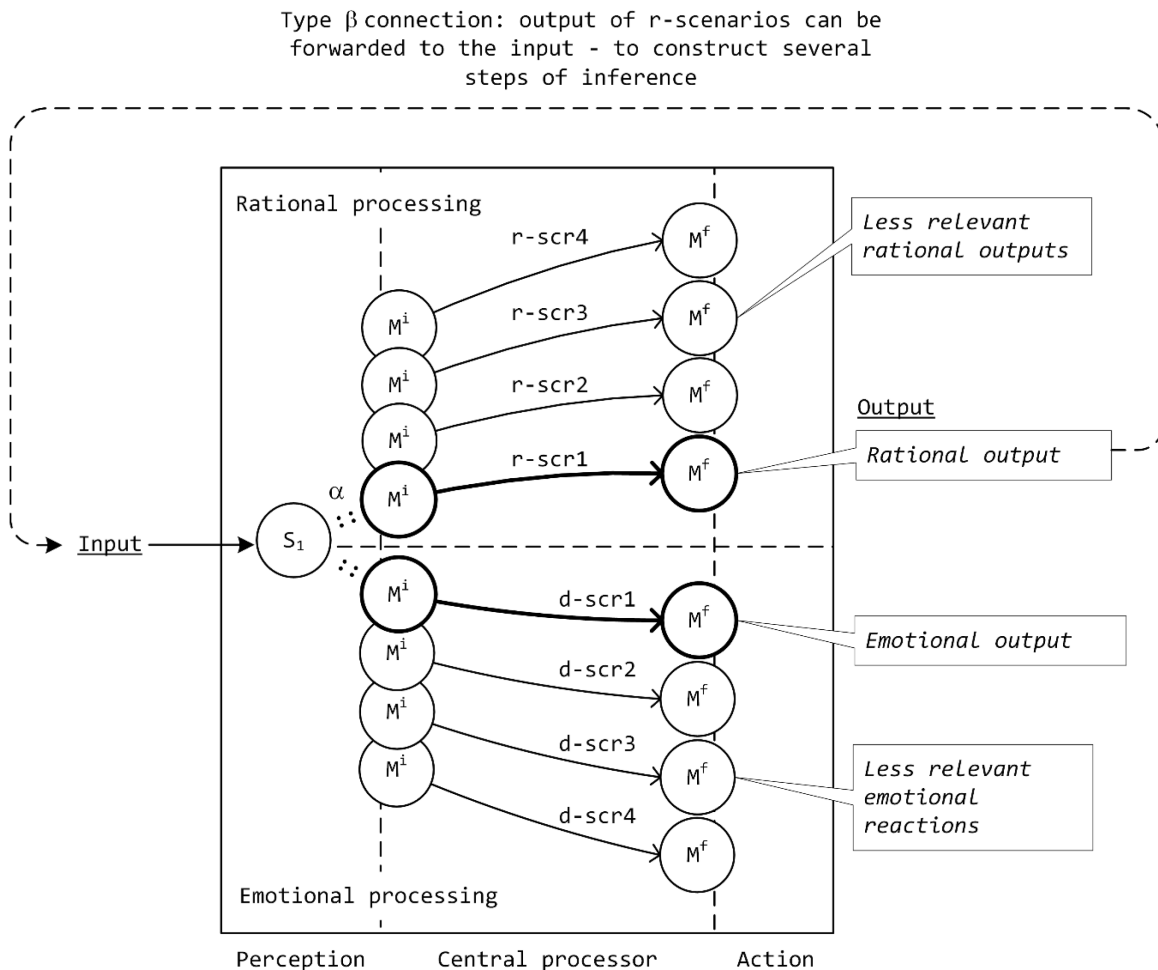 Type β connection: output of r-scenarios can be
forwarded to the input - to construct several
steps of inference
Rational processing
r-scr4
M^f
Less relevant
rational outputs
M^i
r-scr3
M^f
M^i
r-scr2
M^f
M^i
Output
r-scr1
M^f
Rational output
α
M^i
Input
S₁
M^i
d-scr1
M^f
Emotional output
M^i
d-scr2
M^f
M^i
d-scr3
M^f
Less relevant
emotional
reactions
M^i
d-scr4
M^f
Emotional processing
Perception
Central processor
Action